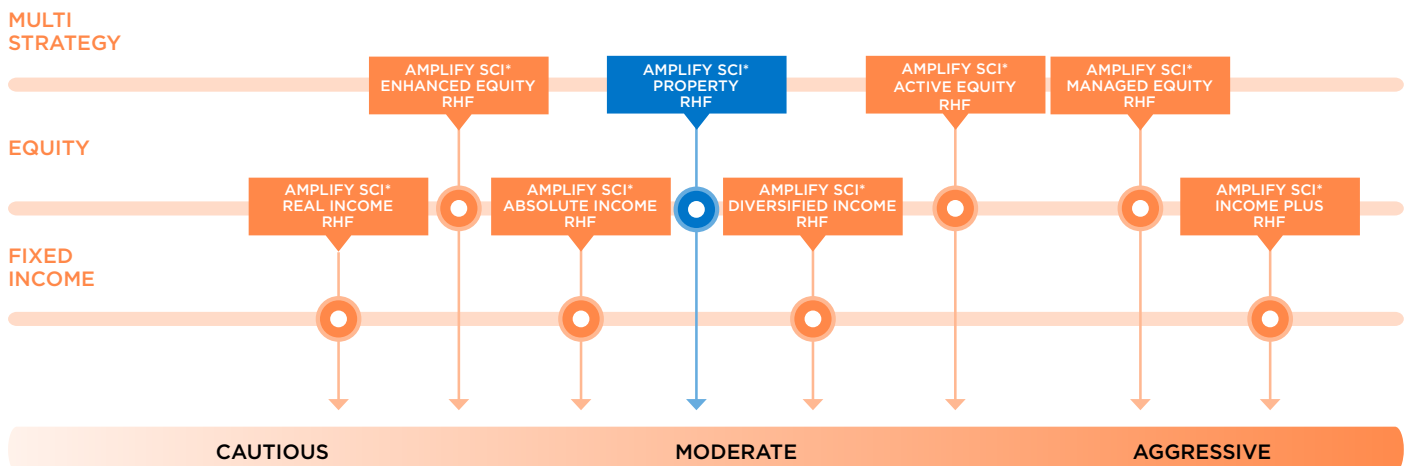 MULTI
STRATEGY
AMPLIFY SCI*
ENHANCED EQUITY
RHF
AMPLIFY SCI*
PROPERTY
RHF
AMPLIFY SCI*
ACTIVE EQUITY
RHF
AMPLIFY SCI*
MANAGED EQUITY
RHF
EQUITY
AMPLIFY SCI*
REAL INCOME
RHF
AMPLIFY SCI*
ABSOLUTE INCOME
RHF
AMPLIFY SCI*
DIVERSIFIED INCOME
RHF
AMPLIFY SCI*
INCOME PLUS
RHF
FIXED
INCOME
CAUTIOUS
MODERATE
AGGRESSIVE